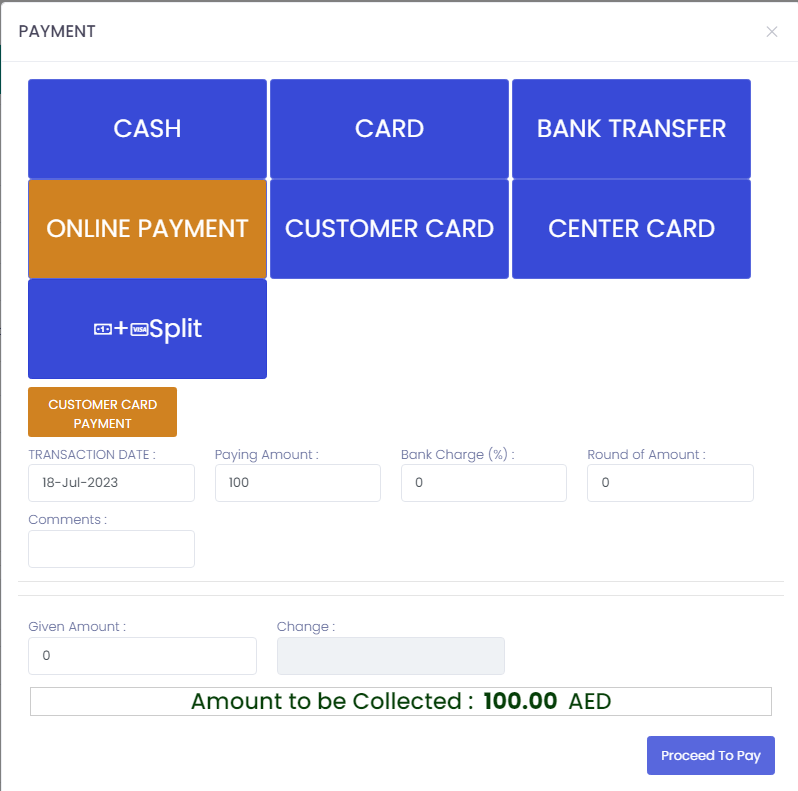 PAYMENT
CASH
CARD
BANK TRANSFER
ONLINE PAYMENT
CUSTOMER CARD
CENTER CARD
1+VISASplit
CUSTOMER CARD
PAYMENT
TRANSACTION DATE :
Paying Amount :
Bank Charge (%) :
Round of Amount :
18-Jul-2023
100
0
0
Comments :
Given Amount :
Change :
0
Amount to be Collected : 100.00 AED
Proceed To Pay